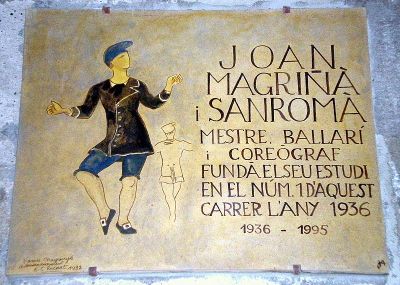 JOAN
MAGRIÑÀ
i SANROMÀ
MESTRE, BALLARÍ
i COREOGRAF
FUNDÀ EL SEU ESTUDI
EN EL NÚM. 1 D'AQUEST
CARRER L'ANY 1936
1936 - 1995